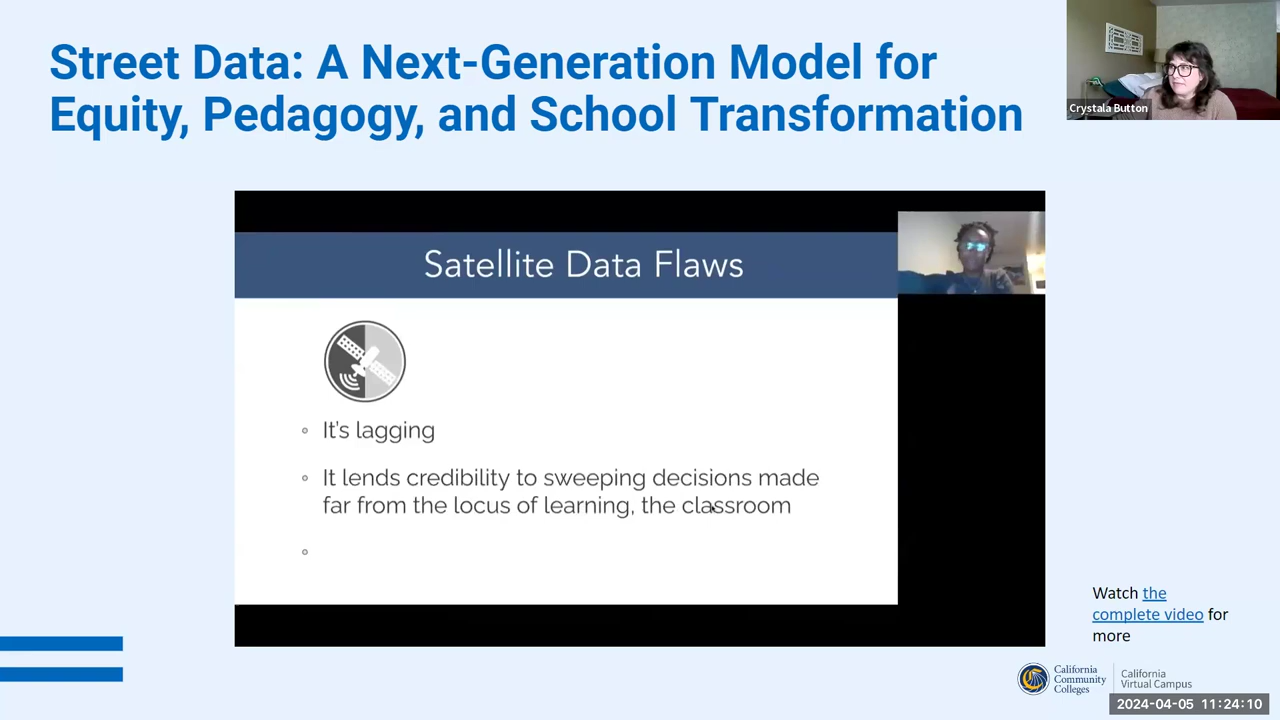 Street Data: A Next-Generation Model for
Equity, Pedagogy, and School Transformation
Crystala Button
Satellite Data Flaws
It's lagging
It lends credibility to sweeping decisions made
far from the locus of learning, the classroom
Watch the
complete video for
more
California
Community
Colleges
California
Virtual Campus
2024-04-05 11:24:10